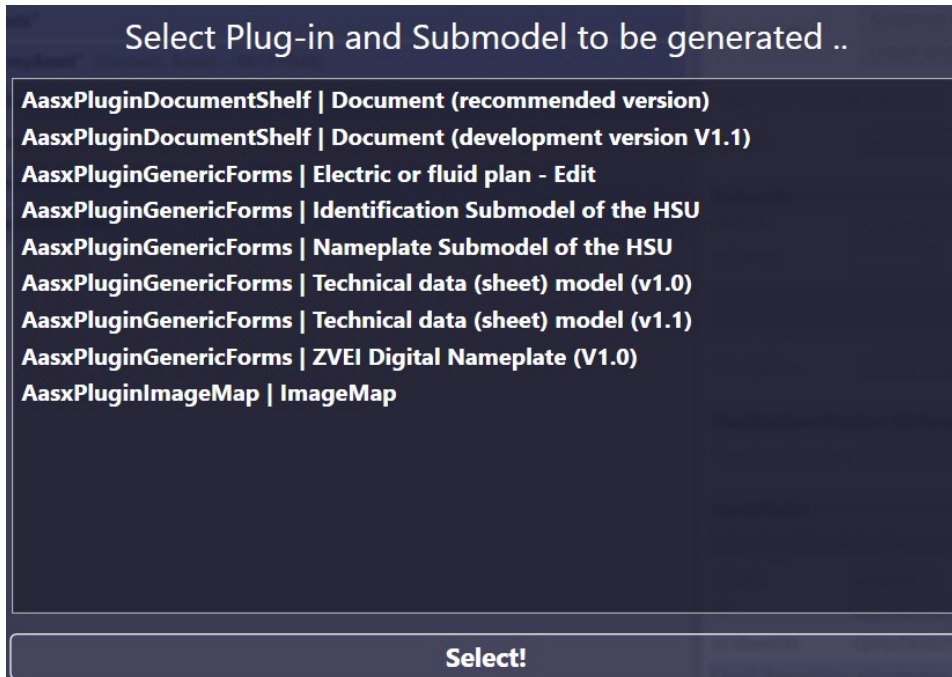 Select Plug-in and Submodel to be generated ..
AasxPluginDocumentShelf | Document (recommended version)
AasxPluginDocumentShelf | Document (development version V1.1)
AasxPluginGenericForms | Electric or fluid plan - Edit
AasxPluginGenericForms | Identification Submodel of the HSU
AasxPluginGenericForms | Nameplate Submodel of the HSU
AasxPluginGenericForms | Technical data (sheet) model (v1.0)
AasxPluginGenericForms | Technical data (sheet) model (v1.1)
AasxPluginGenericForms | ZVEI Digital Nameplate (V1.0)
AasxPluginImageMap | ImageMap
Select!